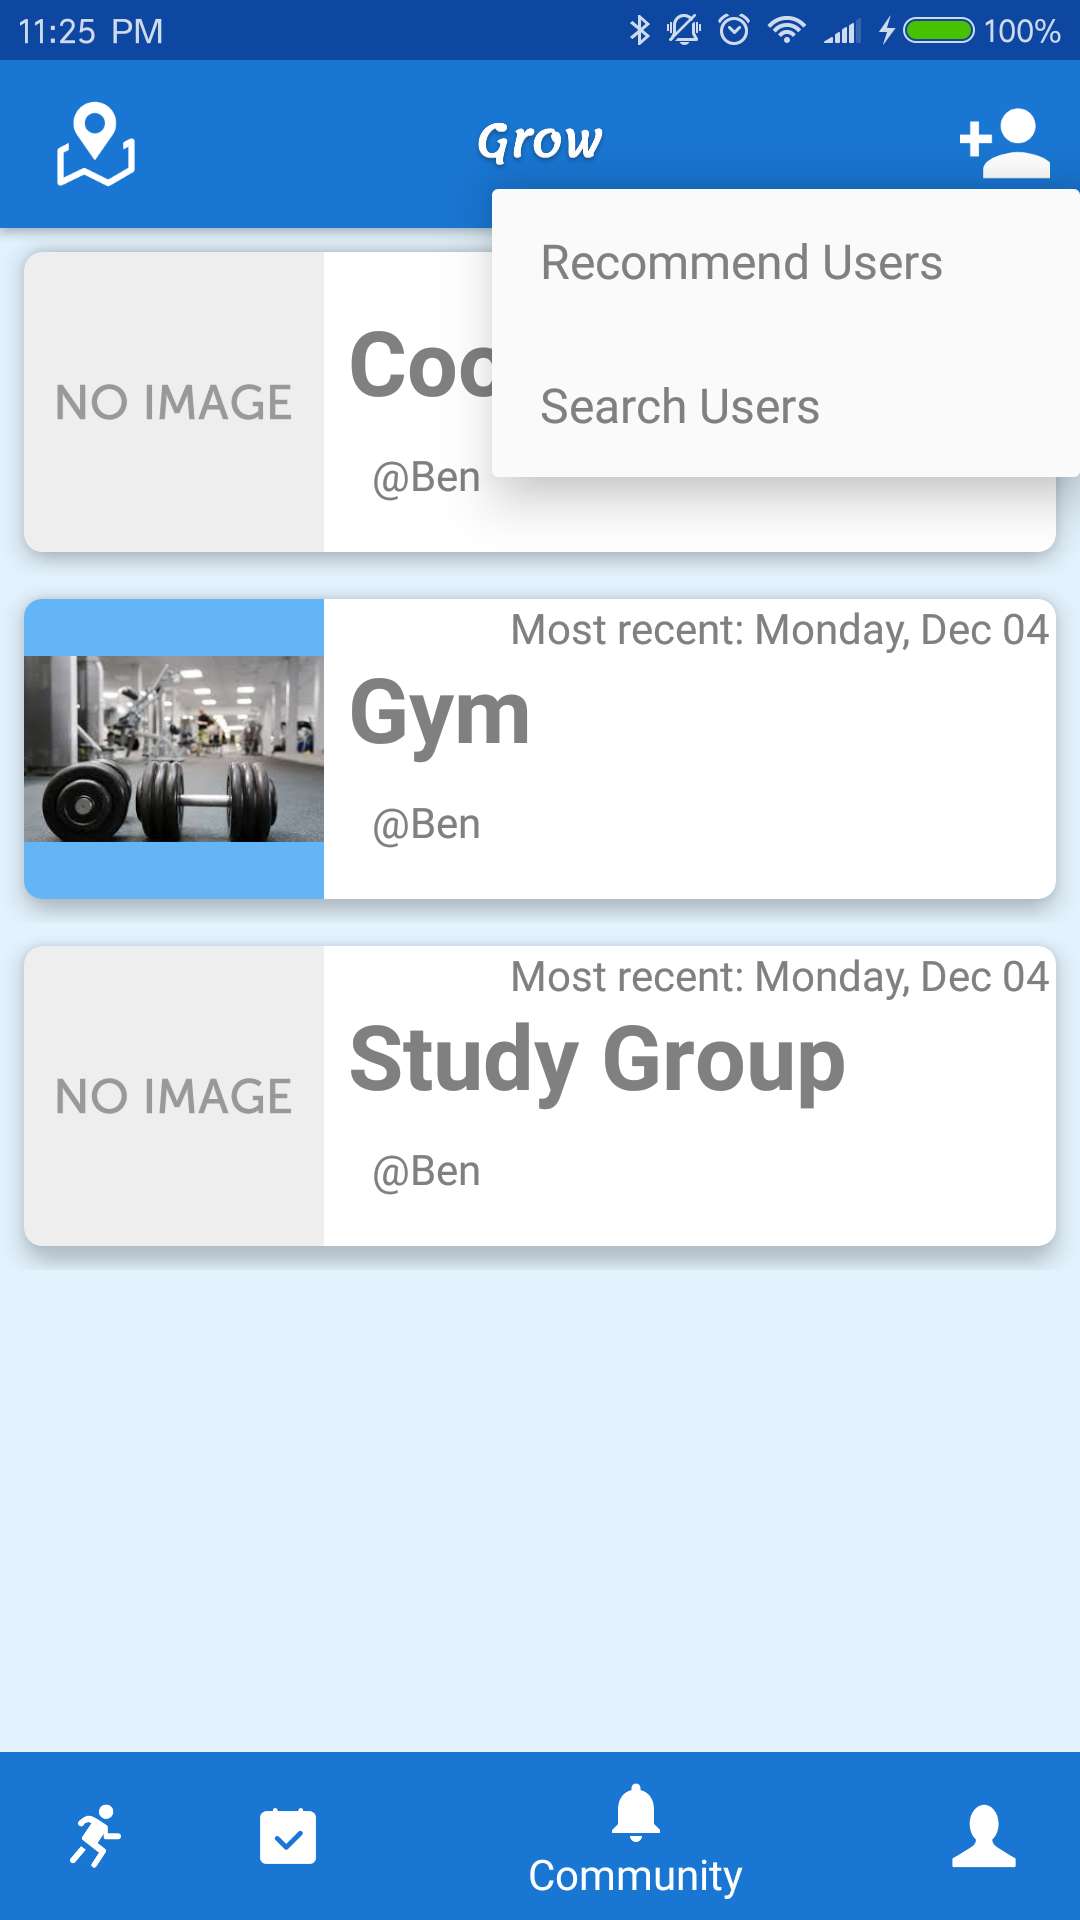 11:25 PM
100%
Grow
Recommend Users
Search Users
NO IMAGE
@Ben
Most recent: Monday, Dec 04
Gym
@Ben
Most recent: Monday, Dec 04
NO IMAGE
Study Group
@Ben
Community